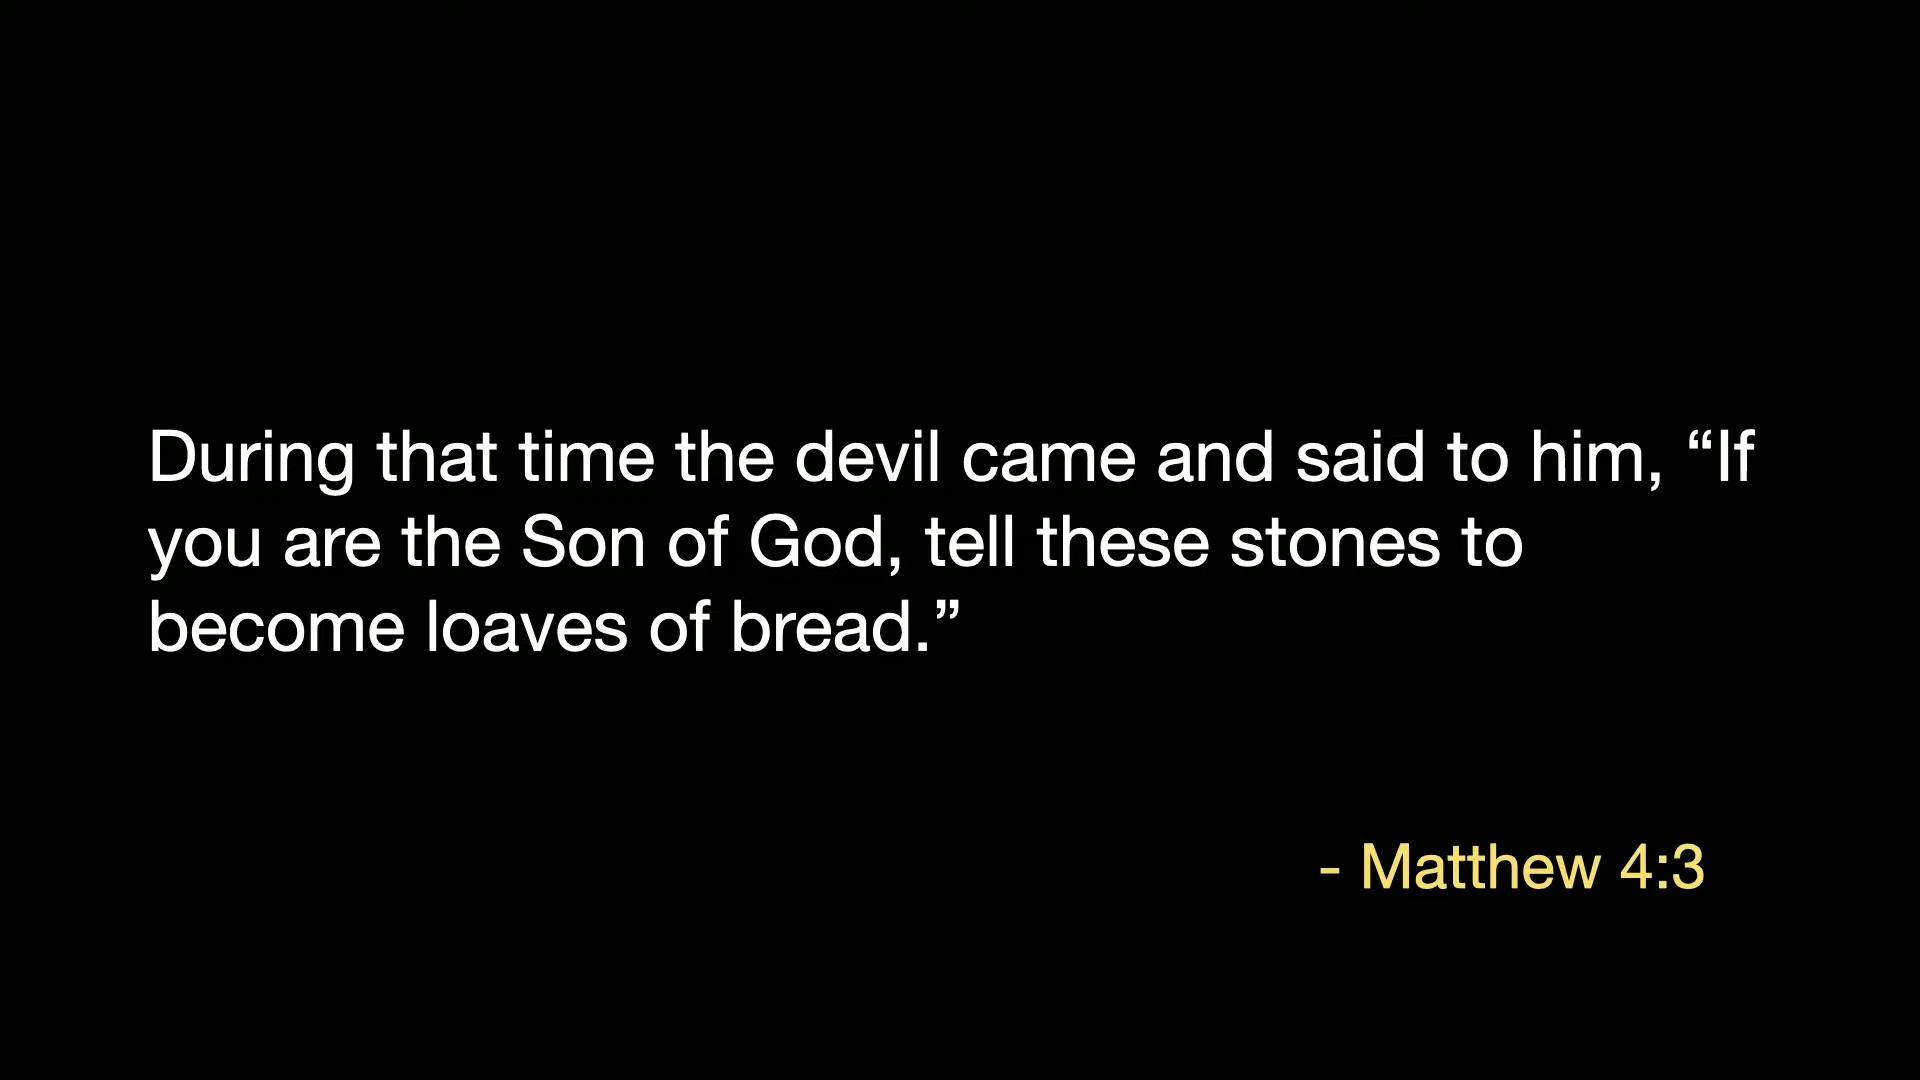 During that time the devil came and said to him, “If
you are the Son of God, tell these stones to
become loaves of bread.”
- Matthew 4:3